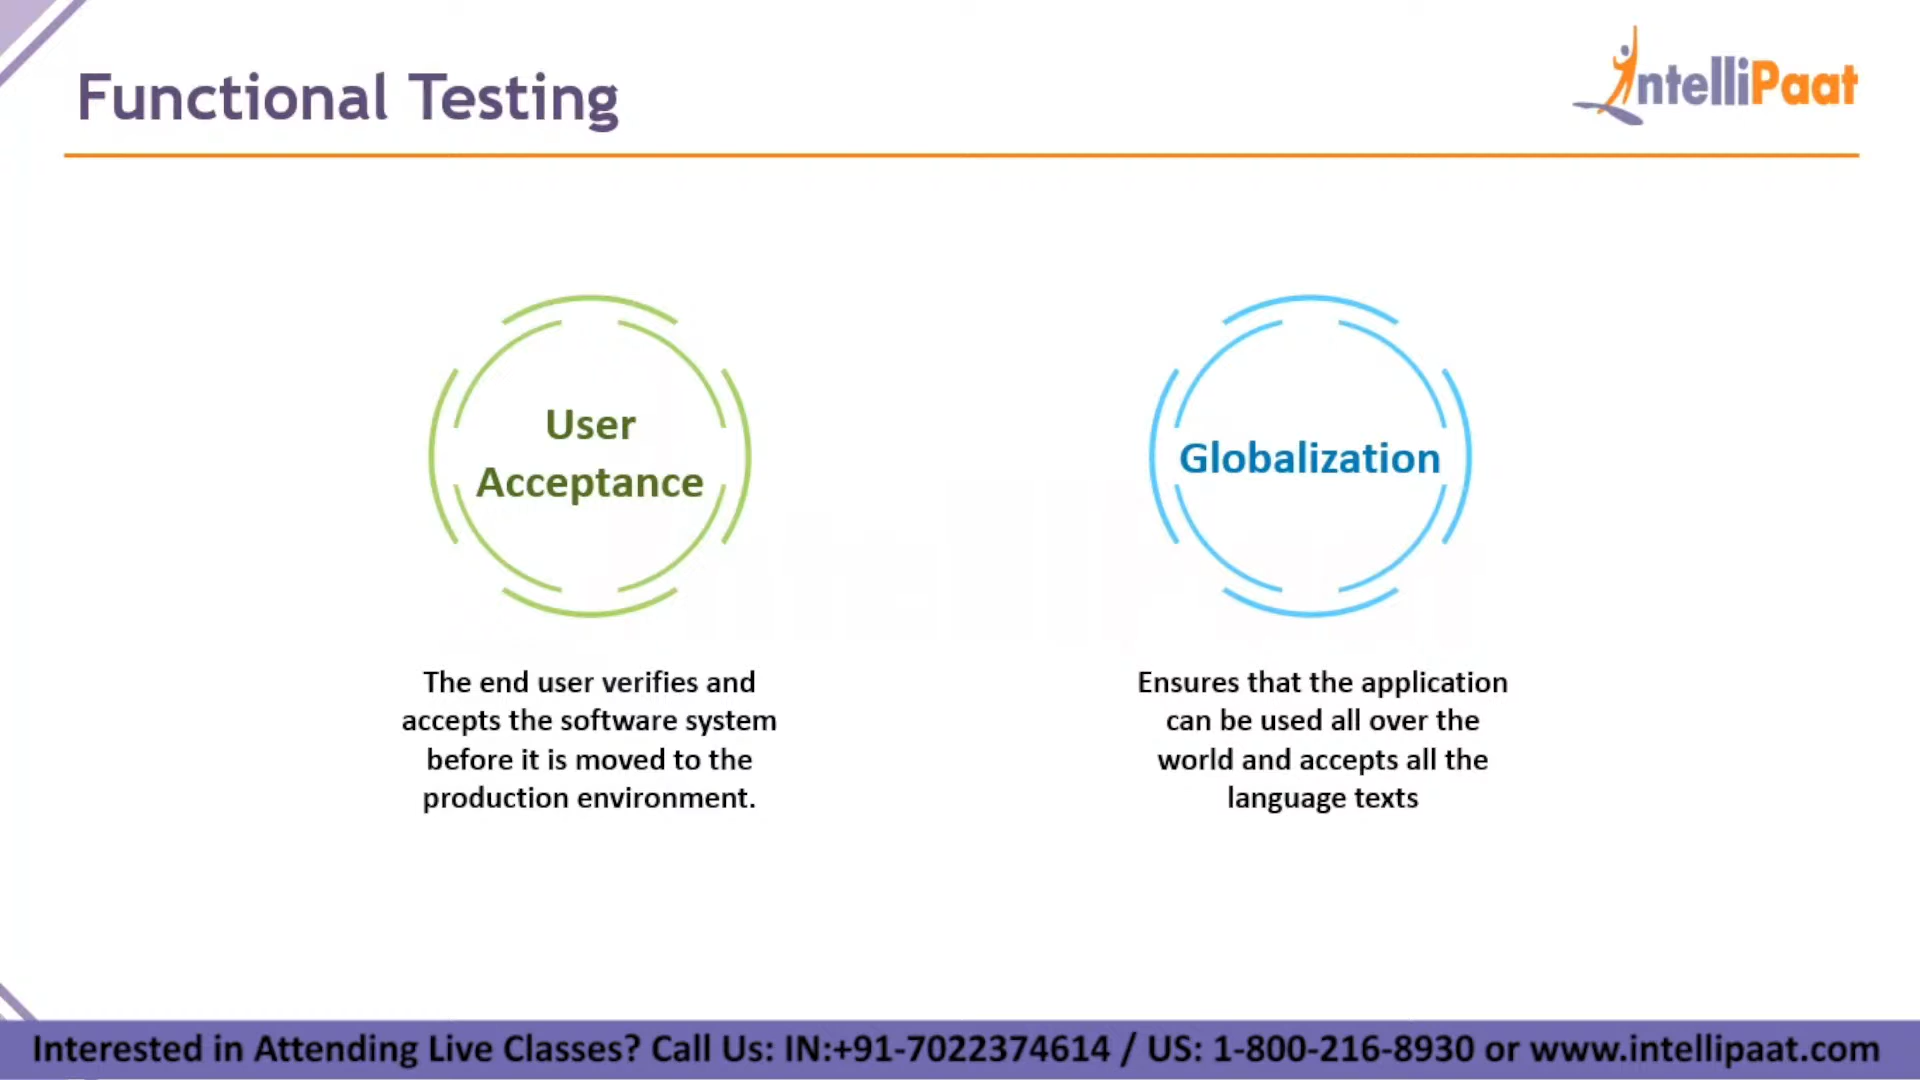 Functional Testing
IntelliPaat
User
Acceptance
The end user verifies and
accepts the software system
before it is moved to the
production environment.
Globalization
Ensures that the application
can be used all over the
world and accepts all the
language texts
Interested in Attending Live Classes? Call Us: IN:+91-7022374614 / US: 1-800-216-8930 or www.intellipaat.com